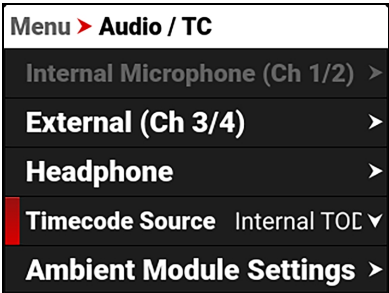 Menu ➤ Audio / TC
Internal Microphone (Ch 1/2)
External (Ch 3/4)
Headphone
Timecode Source Internal TOD
Ambient Module Settings